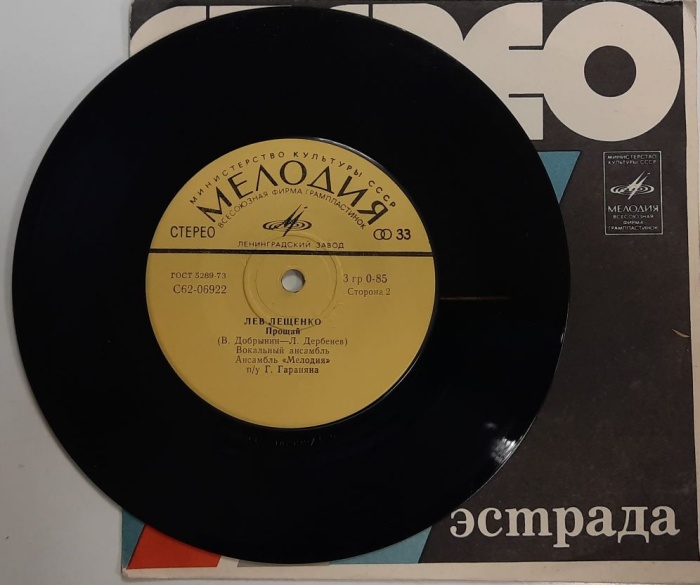 СТЕРЕО
МИНИСТЕРСТВО КУЛЬТУРЫ СССР
МЕЛОДИЯ
ВСЕСОЮЗНАЯ ФИРМА ГРАМПЛАСТИНОК
СТЕРЕО
33
ЛЕНИНГРАДСКИЙ ЗАВОД
ГОСТ 5289-73
3 гр 0-85
С62-06922
Сторона 2
ЛЕВ ЛЕЩЕНКО
Прощай
(В. Добрынин—Л. Дербенев)
Вокальный ансамбль
Ансамбль «Мелодия»
п/у Г. Гараняна
МИНИСТЕРСТВО
КУЛЬТУРЫ СССР
МЕЛОДИЯ
ВСЕСОЮЗНАЯ
ФИРМА
ГРАМПЛАСТИНОК
эстрада